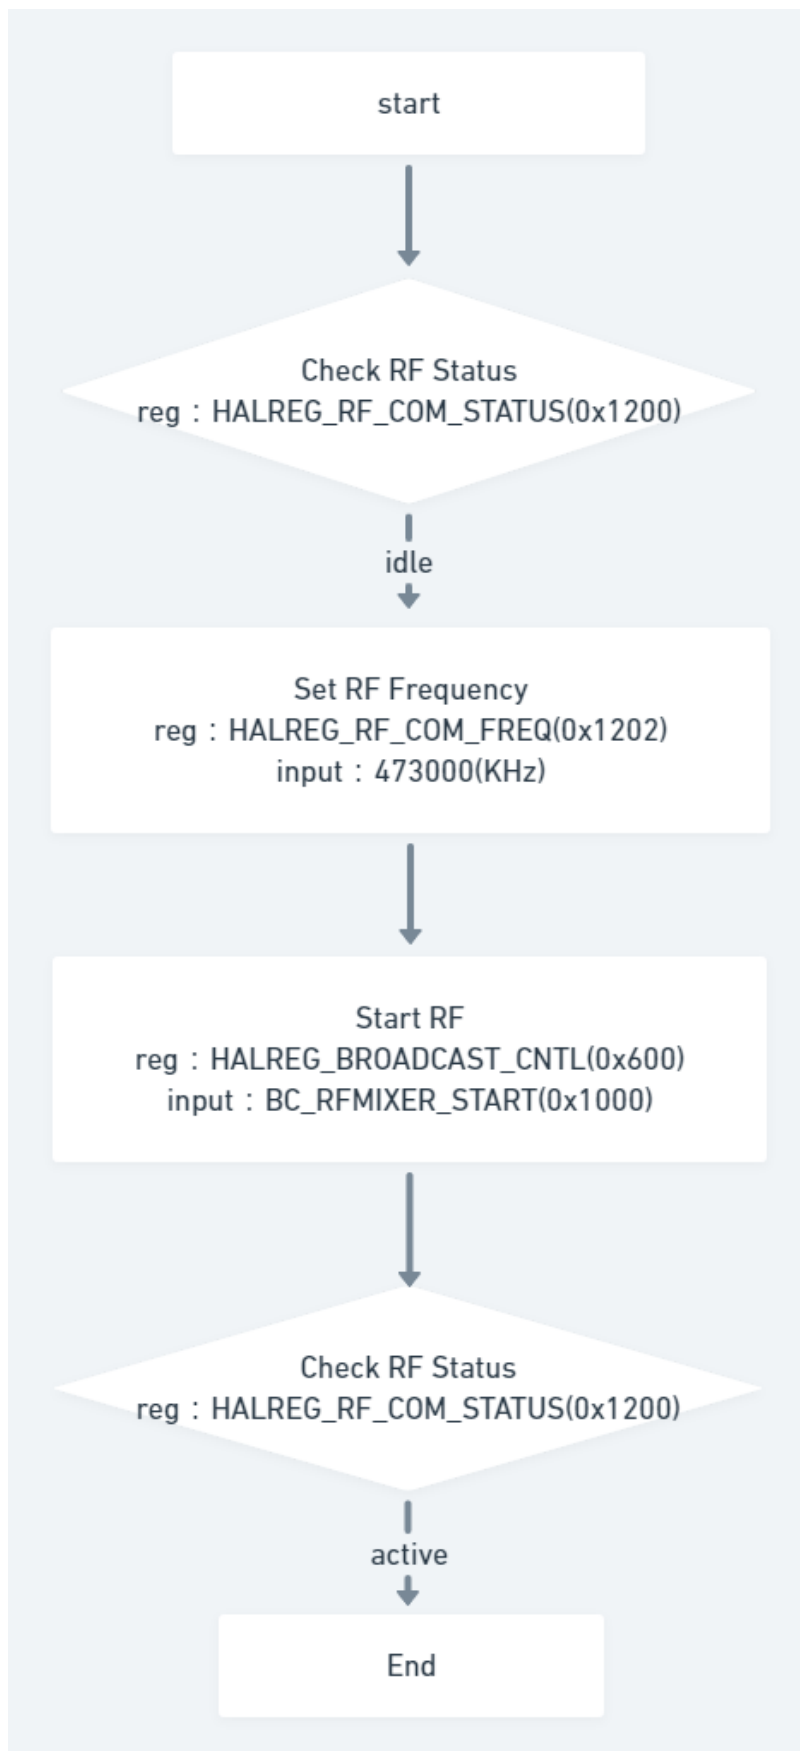 start
Check RF Status
reg : HALREG_RF_COM_STATUS(0x1200)
idle
Set RF Frequency
reg : HALREG_RF_COM_FREQ(0x1202)
input : 473000(KHz)
Start RF
reg : HALREG_BROADCAST_CNTL(0x600)
input : BC_RFMIXER_START(0x1000)
Check RF Status
reg : HALREG_RF_COM_STATUS(0x1200)
active
End